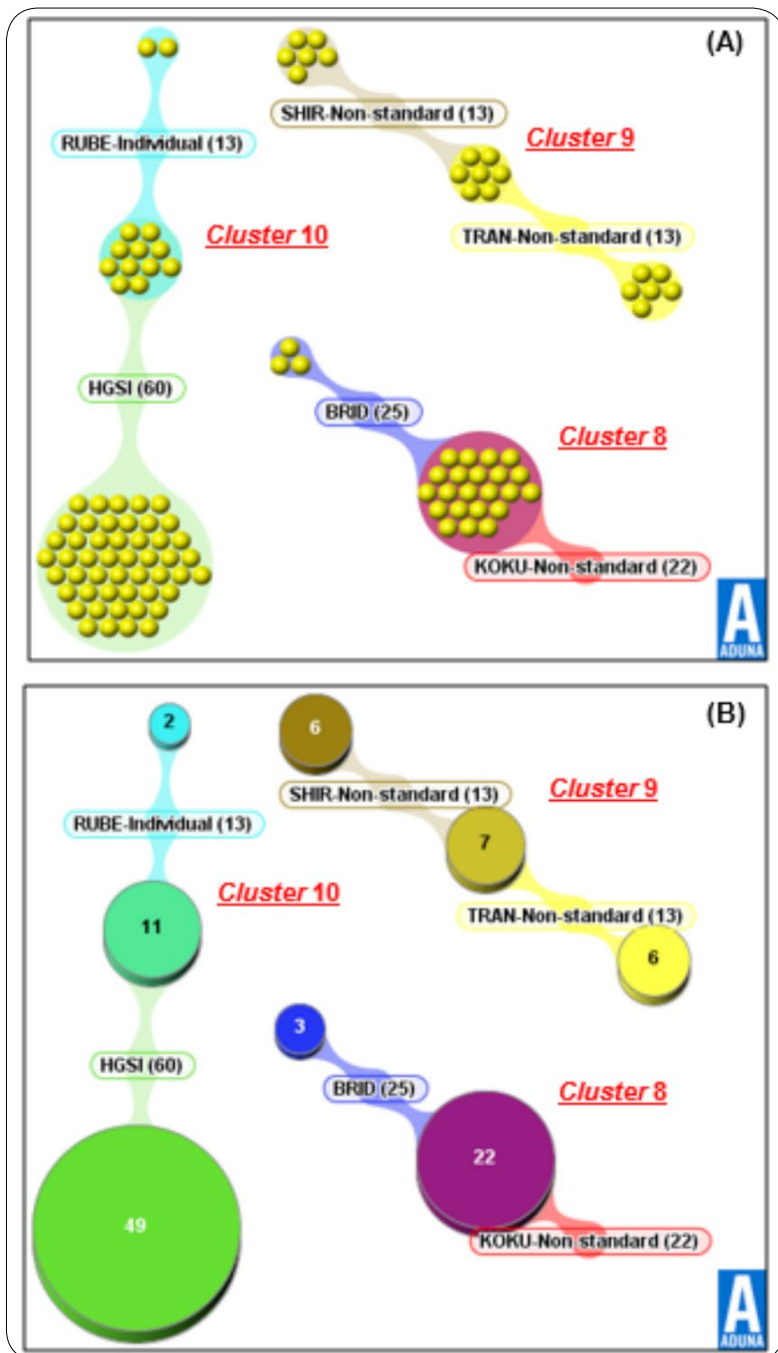 (A)
SHIR-Non-standard (13)
RUBE-Individual (13)
Cluster 9
Cluster 10
TRAN-Non-standard (13)
HGSI (60)
BRID (25)
Cluster 8
KOKU-Non-standard (22)
A
ADUNA
(B)
2
6
SHIR-Non-standard (13)
Cluster 9
RUBE-Individual (13)
7
Cluster 10
11
TRAN-Non-standard (13)
6
3
HGSI (60)
BRID (25)
Cluster 8
22
49
KOKU-Non standard (22)
A
ADUNA